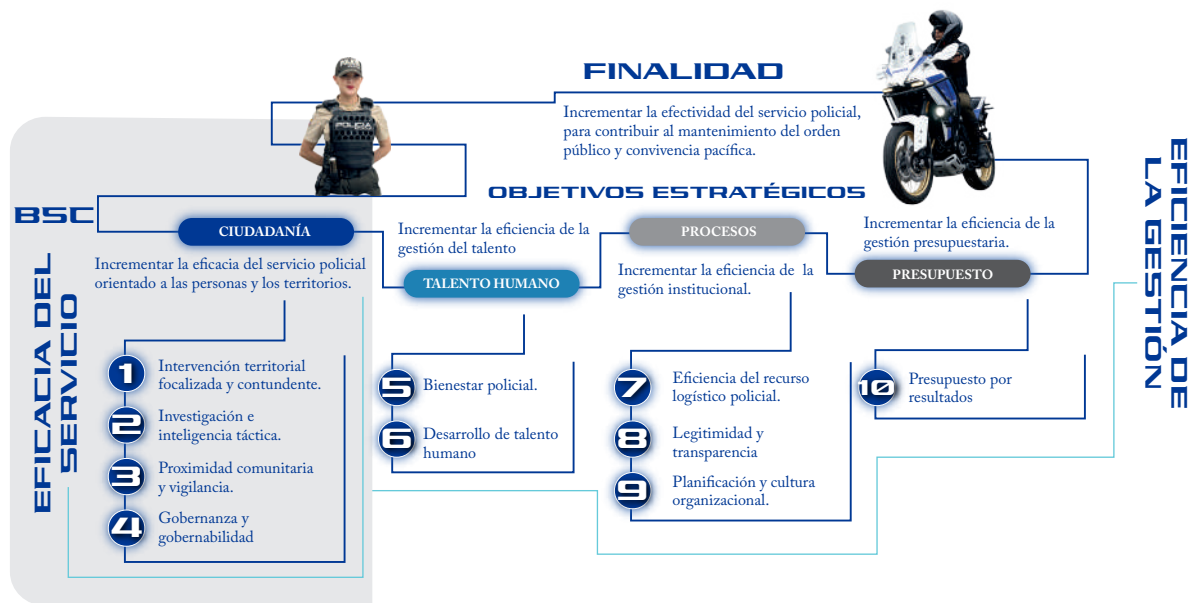 FINALIDAD
Incrementar la efectividad del servicio policial,
para contribuir al mantenimiento del orden
público y convivencia pacífica.
POLICÍA
OBJETIVOS ESTRATÉGICOS
BSC
CIUDADANÍA
Incrementar la eficacia del servicio policial
orientado a las personas y los territorios.
Incrementar la eficiencia de la
gestión del talento
TALENTO HUMANO
PROCESOS
Incrementar la eficiencia de la
gestión institucional.
Incrementar la eficiencia de la
gestión presupuestaria.
PRESUPUESTO
EFICACIA DEL
SERVICIO
1
Intervención territorial
focalizada y contundente.
2
Investigación e
inteligencia táctica.
3
Proximidad comunitaria
y vigilancia.
4
Gobernanza y
gobernabilidad
5
Bienestar policial.
6
Desarrollo de talento
humano
7
Eficiencia del recurso
logístico policial.
8
Legitimidad y
transparencia
9
Planificación y cultura
organizacional.
10
Presupuesto por
resultados
EFICIENCIA DE
LA GESTIÓN